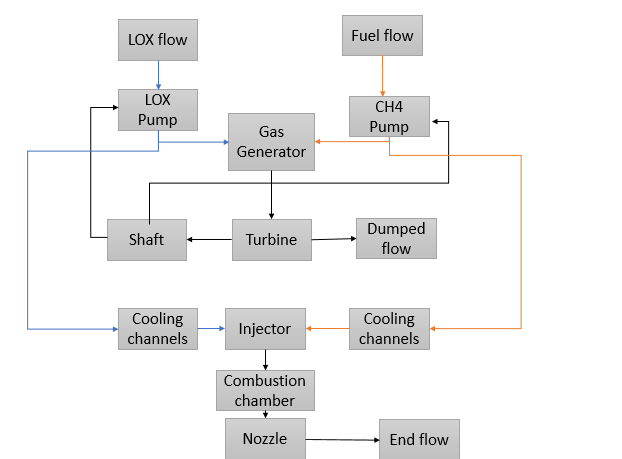 LOX flow
Fuel flow
LOX
Pump
CH4
Pump
Gas
Generator
Shaft
Turbine
Dumped
flow
Cooling
channels
Injector
Cooling
channels
Combustion
chamber
Nozzle
End flow